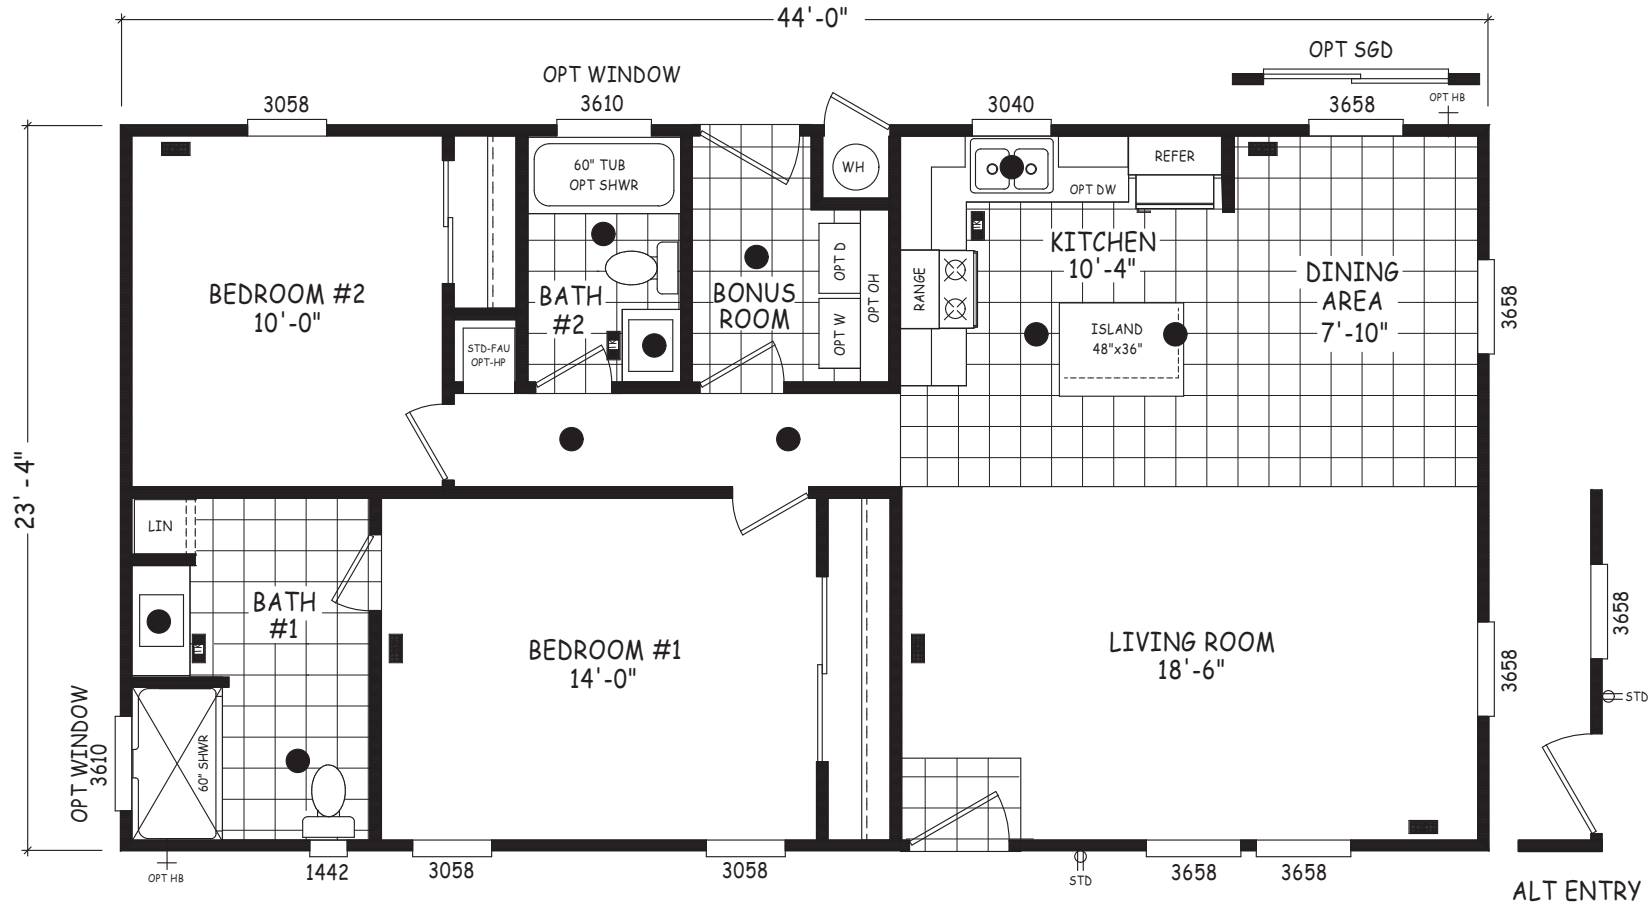 44'-0"
OPT SGD
OPT WINDOW
3058
3610
3040
3658
OPT HB
60" TUB
OPT SHWR
WH
REFER
OPT DW
KITCHEN
10'-4"
DINING
AREA
7'-10"
3658
BEDROOM #2
10'-0"
BATH
#2
BONUS
ROOM
OPT D
OPT W
OPT OH
RANGE
ISLAND
48"x36"
STD-FAU
OPT-HP
23'-4"
LIN
BATH
#1
BEDROOM #1
14'-0"
LIVING ROOM
18'-6"
3658
3658
STD
OPT WINDOW
3610
60" SHWR
OPT HB
1442
3058
3058
STD
3658
3658
ALT ENTRY